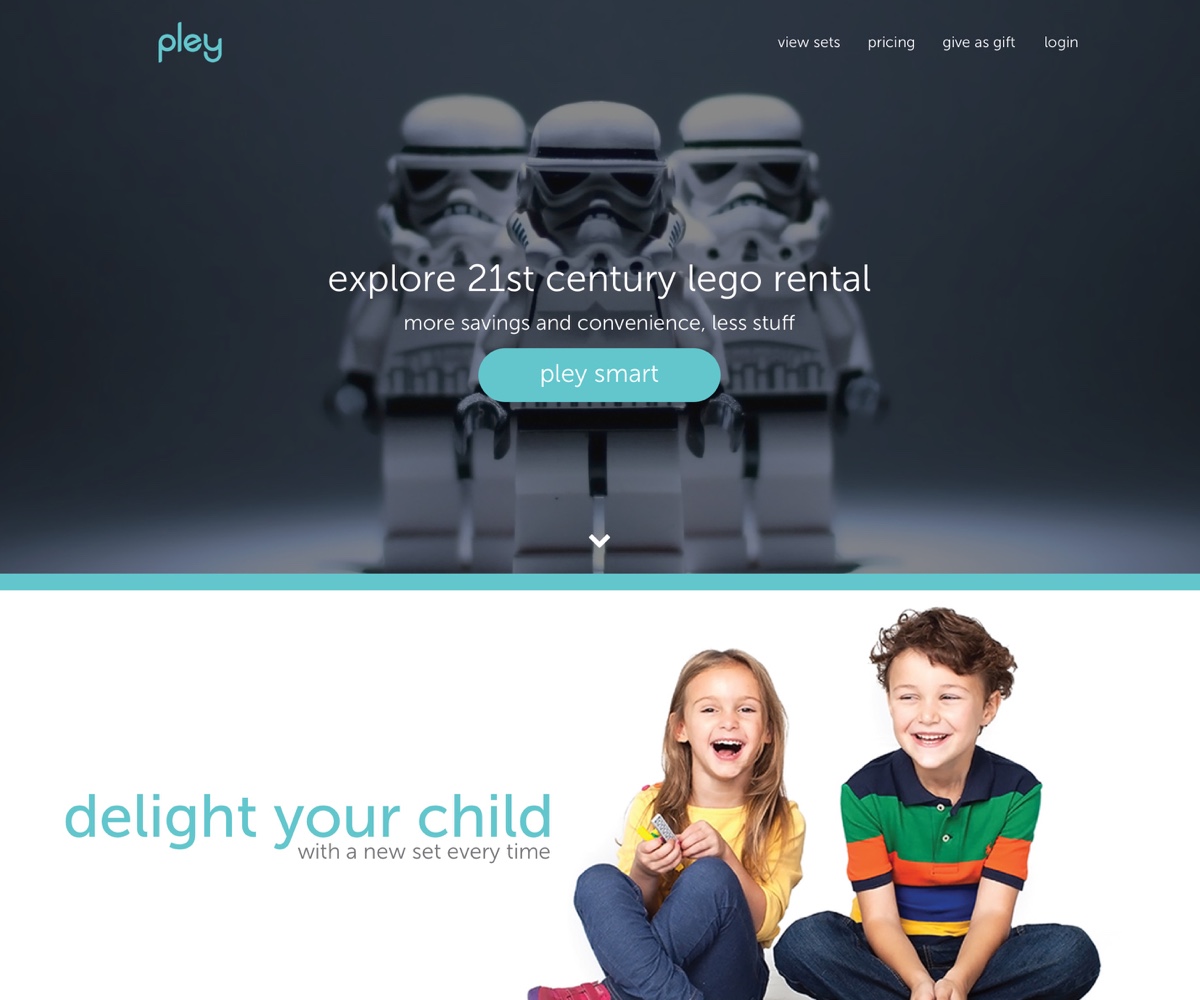 pley
view sets
pricing
give as gift
login
explore 21st century lego rental
more savings and convenience, less stuff
pley smart
delight your child
with a new set every time